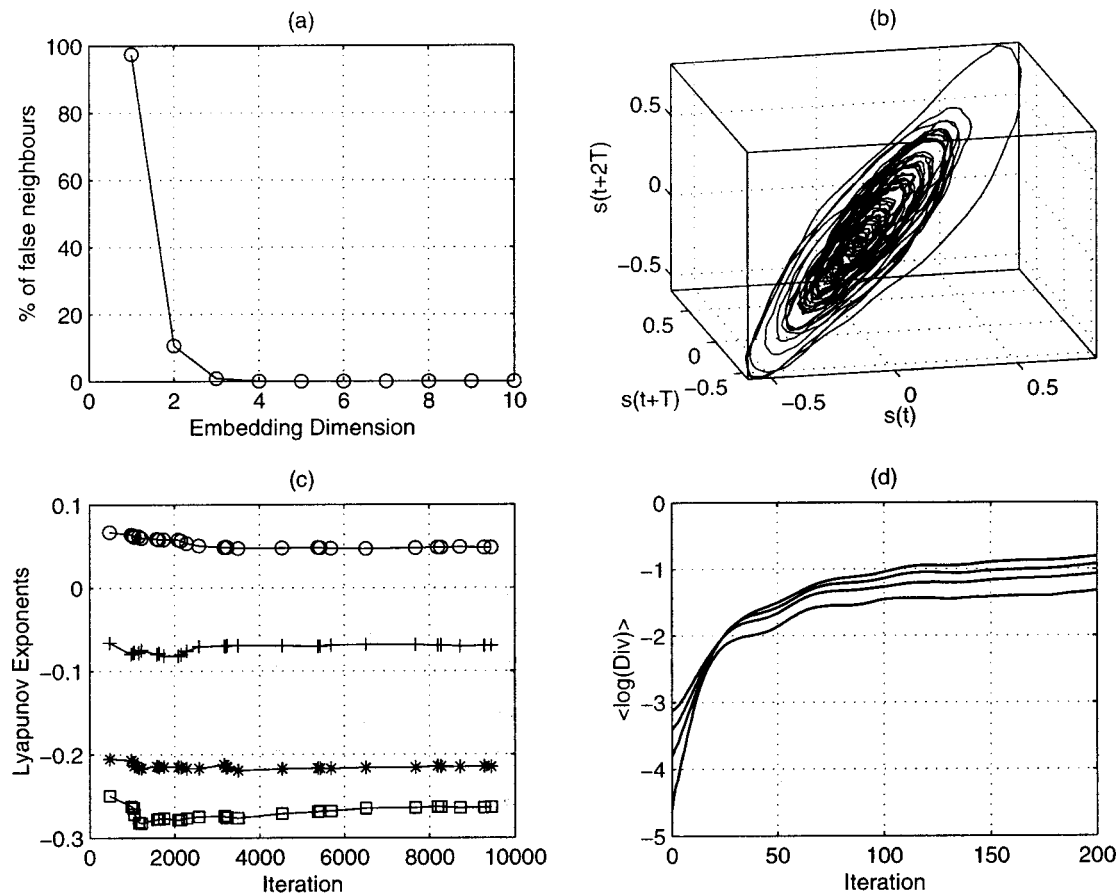 (a)
100
80
60
40
20
0
% of false neighbours
0 2 4 6 8 10
Embedding Dimension
(b)
0.5
0
−0.5
s(t+2T)
0.5
0
−0.5
s(t+T)
−0.5 0 0.5
s(t)
(c)
0.1
0
−0.1
−0.2
−0.3
Lyapunov Exponents
0 2000 4000 6000 8000 10000
Iteration
(d)
0
−1
−2
−3
−4
−5
<log(Div)>
0 50 100 150 200
Iteration